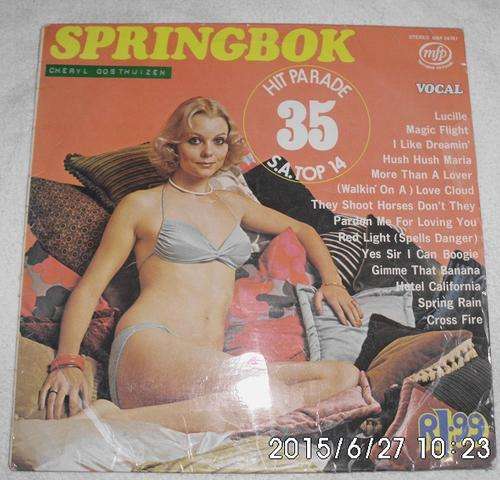 SPRINGBOK
CHERYL OOSTHUIZEN
STEREO
mfp
HIT PARADE
35
S.A. TOP 14
VOCAL
Lucille
Magic Flight
I Like Dreamin'
Hush Hush Maria
More Than A Lover
(Walkin' On A) Love Cloud
They Shoot Horses Don't They
Pardon Me For Loving You
Red Light (Spells Danger)
Yes Sir I Can Boogie
Gimme That Banana
Hotel California
Spring Rain
Cross Fire
R1.99
2015/6/27 10:23